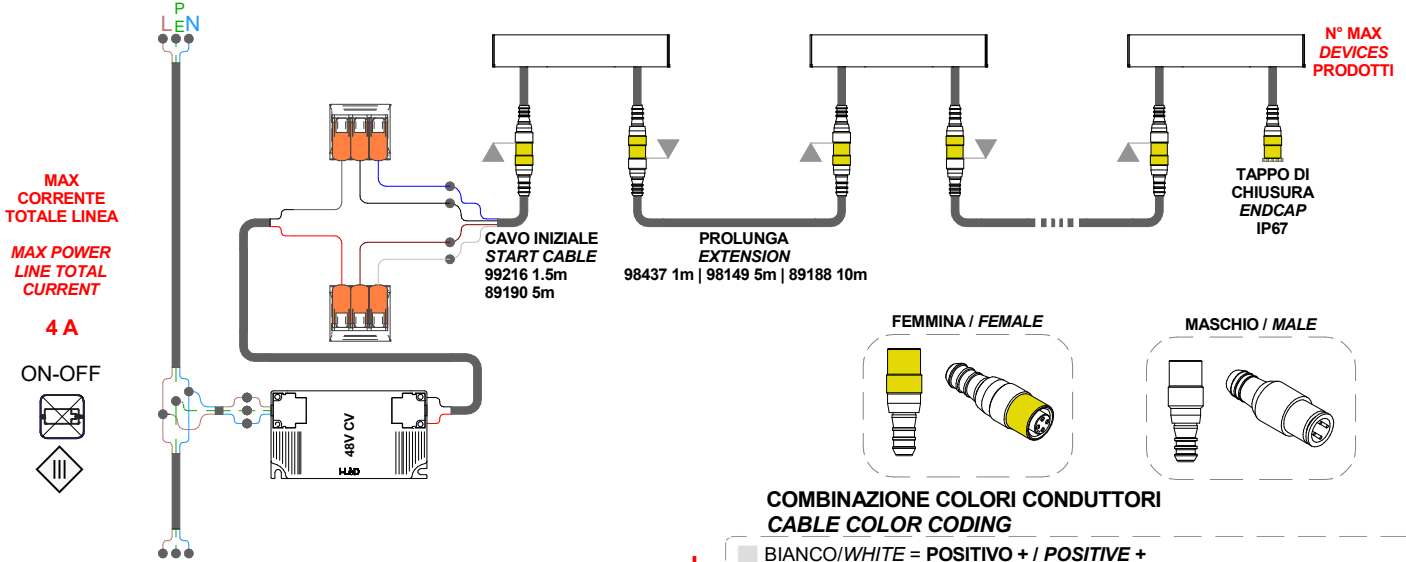 L
P
E
N
N° MAX
DEVICES
PRODOTTI
MAX
CORRENTE
TOTALE LINEA
MAX POWER
LINE TOTAL
CURRENT
4 A
ON-OFF
III
CAVO INIZIALE
START CABLE
99216 1.5m
89190 5m
PROLUNGA
EXTENSION
98437 1m | 98149 5m | 89188 10m
TAPPO DI
CHIUSURA
ENDCAP
IP67
48V CV
FEMMINA / FEMALE
MASCHIO / MALE
COMBINAZIONE COLORI CONDUTTORI
CABLE COLOR CODING
BIANCO/WHITE = POSITIVO + / POSITIVE +